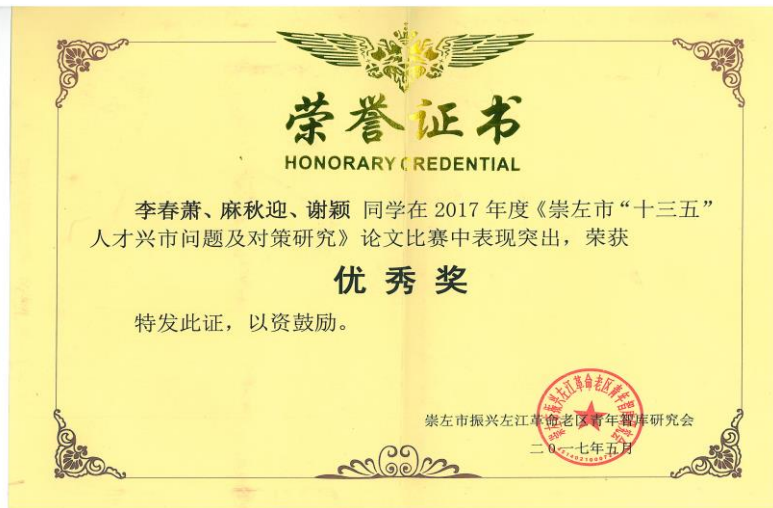 荣誉证书
HONORARY CREDENTIAL
李春萧、麻秋迎、谢颖 同学在 2017 年度《崇左市“十三五”
人才兴市问题及对策研究》论文比赛中表现突出，荣获
优秀奖
特发此证，以资鼓励。
崇左市振兴左江革命老区青年智库研究会
二0一七年五月